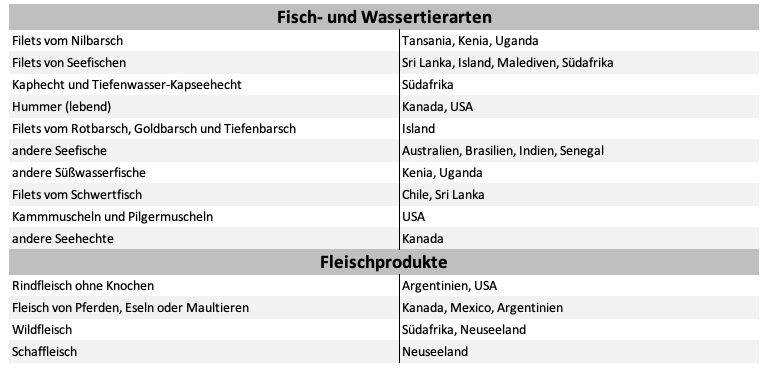 Fisch- und Wassertierarten
Filets vom Nilbarsch Tansania, Kenia, Uganda
Filets von Seefischen Sri Lanka, Island, Malediven, Südafrika
Kaphecht und Tiefenwasser-Kapseehecht Südafrika
Hummer (lebend) Kanada, USA
Filets vom Rotbarsch, Goldbarsch und Tiefenbarsch Island
andere Seefische Australien, Brasilien, Indien, Senegal
andere Süßwasserfische Kenia, Uganda
Filets vom Schwertfisch Chile, Sri Lanka
Kammmuscheln und Pilgermuscheln USA
andere Seehechte Kanada
Fleischprodukte
Rindfleisch ohne Knochen Argentinien, USA
Fleisch von Pferden, Eseln oder Maultieren Kanada, Mexico, Argentinien
Wildfleisch Südafrika, Neuseeland
Schaffleisch Neuseeland